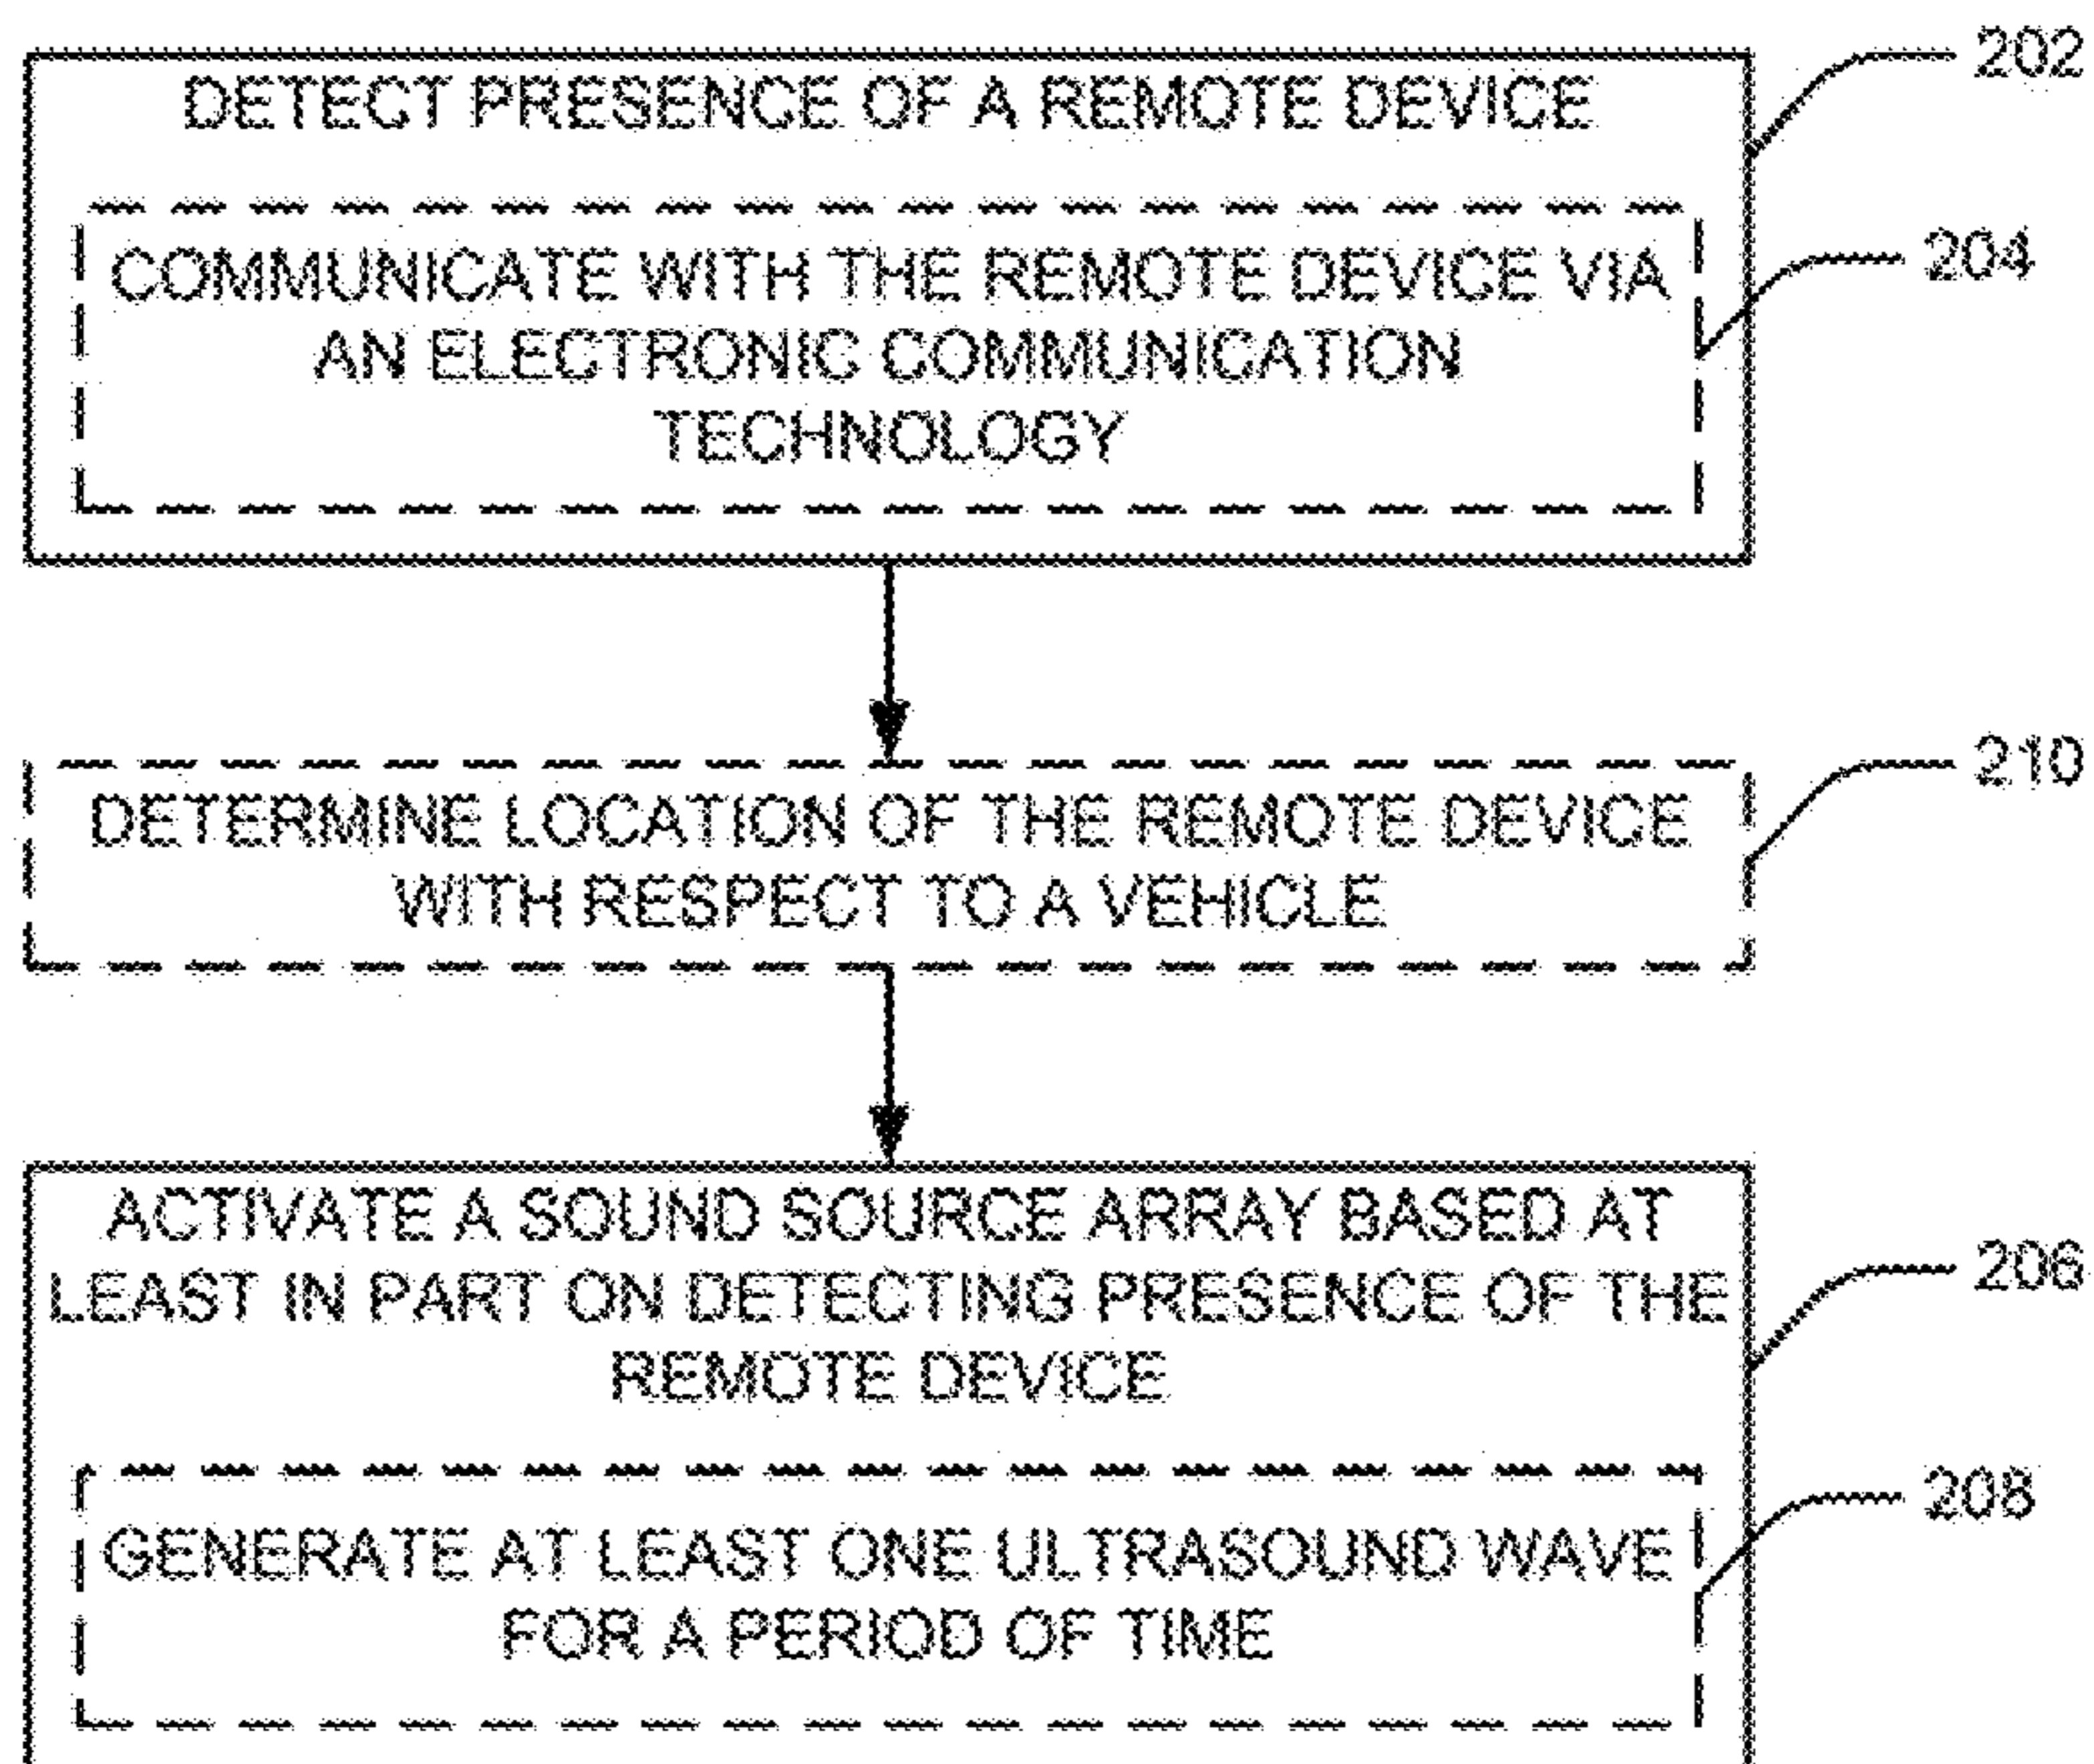 DETECT PRESENCE OF A REMOTE DEVICE
202
COMMUNICATE WITH THE REMOTE DEVICE VIA
AN ELECTRONIC COMMUNICATION
TECHNOLOGY
204
DETERMINE LOCATION OF THE REMOTE DEVICE
WITH RESPECT TO A VEHICLE
210
ACTIVATE A SOUND SOURCE ARRAY BASED AT
LEAST IN PART ON DETECTING PRESENCE OF THE
REMOTE DEVICE
206
GENERATE AT LEAST ONE ULTRASOUND WAVE
FOR A PERIOD OF TIME
208